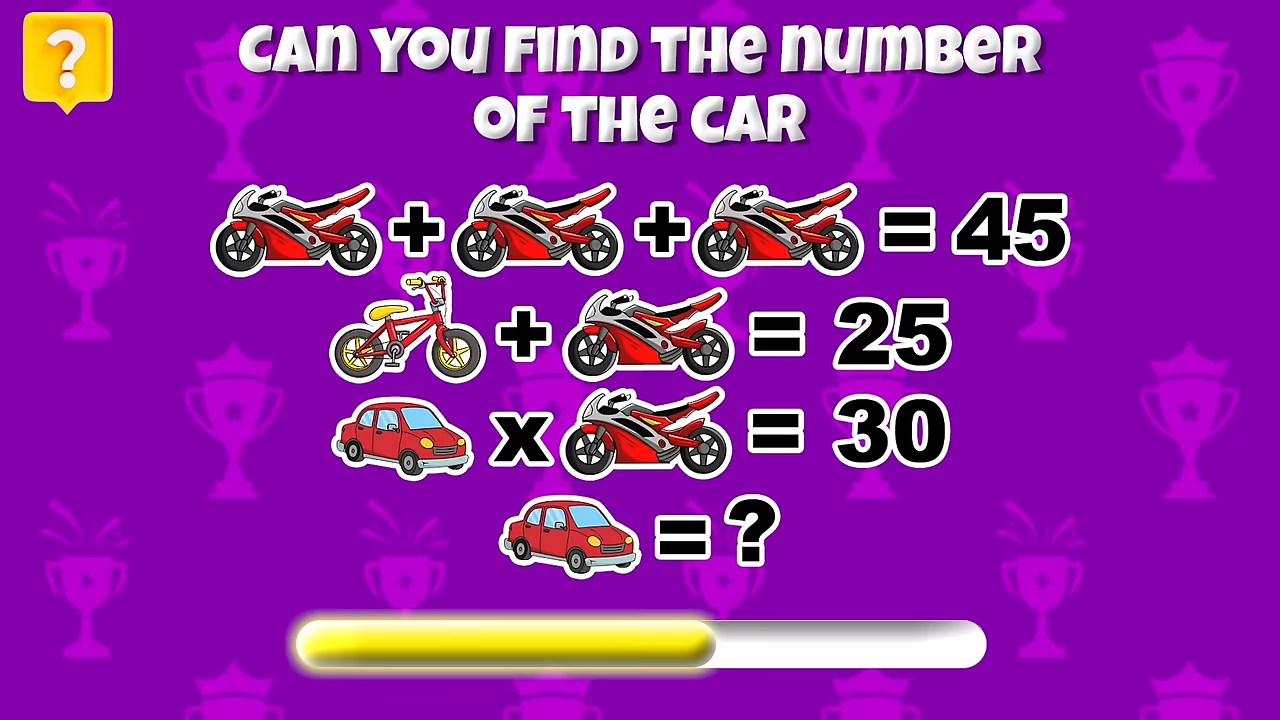 ?
Can You Find The number
of The Car
+ + = 45
+ = 25
x = 30
= ?